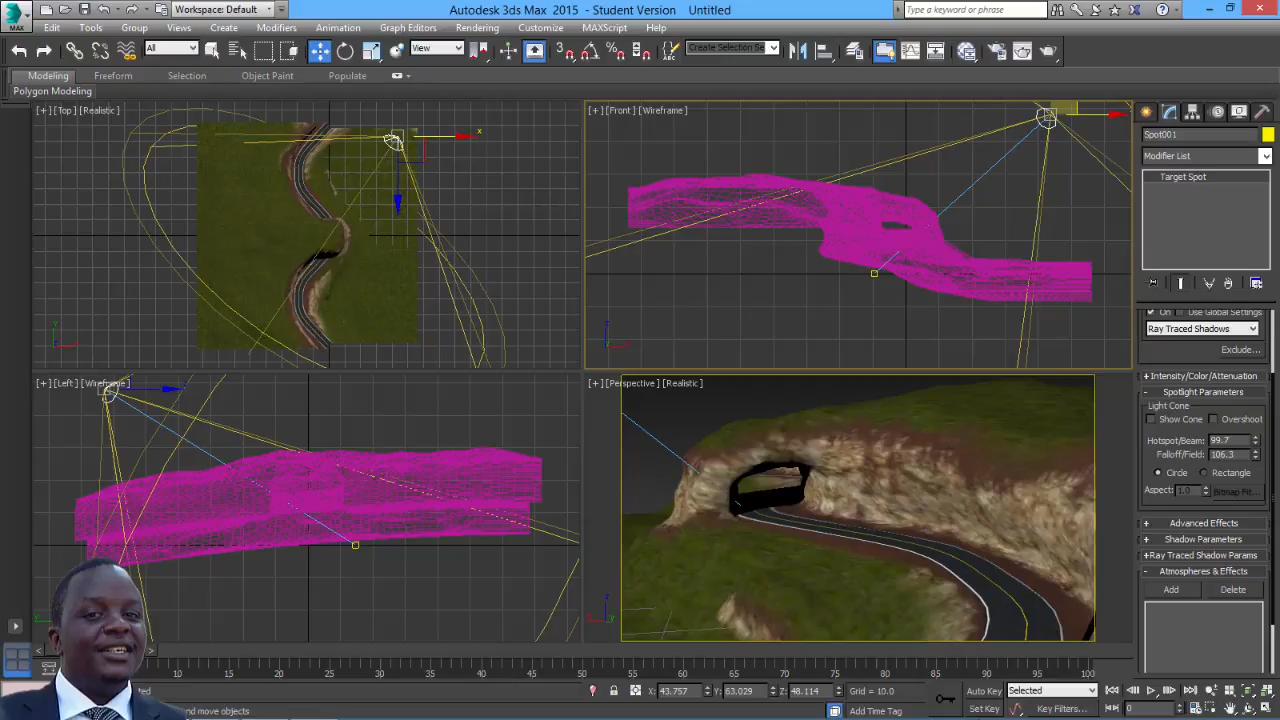 Workspace: Default
Autodesk 3ds Max 2015 - Student Version Untitled
Type a keyword or phrase
MAX
Edit Tools Group Views Create Modifiers Animation Graph Editors Rendering Customize MAXScript Help
All
View
Create Selection Se
Modeling Freeform Selection Object Paint Populate
Polygon Modeling
[+] [Top] [Realistic]
[+] [Front] [Wireframe]
[+] [Left] [Wireframe]
[+] [Perspective] [Realistic]
Spot001
Modifier List
Target Spot
On Use Global Settings
Ray Traced Shadows
Exclude...
Intensity/Color/Attenuation
Spotlight Parameters
Light Cone
Show Cone Overshoot
Hotspot/Beam: 99.7
Falloff/Field: 106.3
Circle Rectangle
Aspect: 1.0 Bitmap Fit...
Advanced Effects
Shadow Parameters
Ray Traced Shadow Params
Atmospheres & Effects
Add Delete
10 15 20 25 30 35 40 45 50 55 60 65 70 75 80 85 90 95 100
X: 43.757 Y: 63.029 Z: 48.114 Grid = 10.0
Auto Key Selected
and move objects
Add Time Tag
Set Key Key Filters...
0